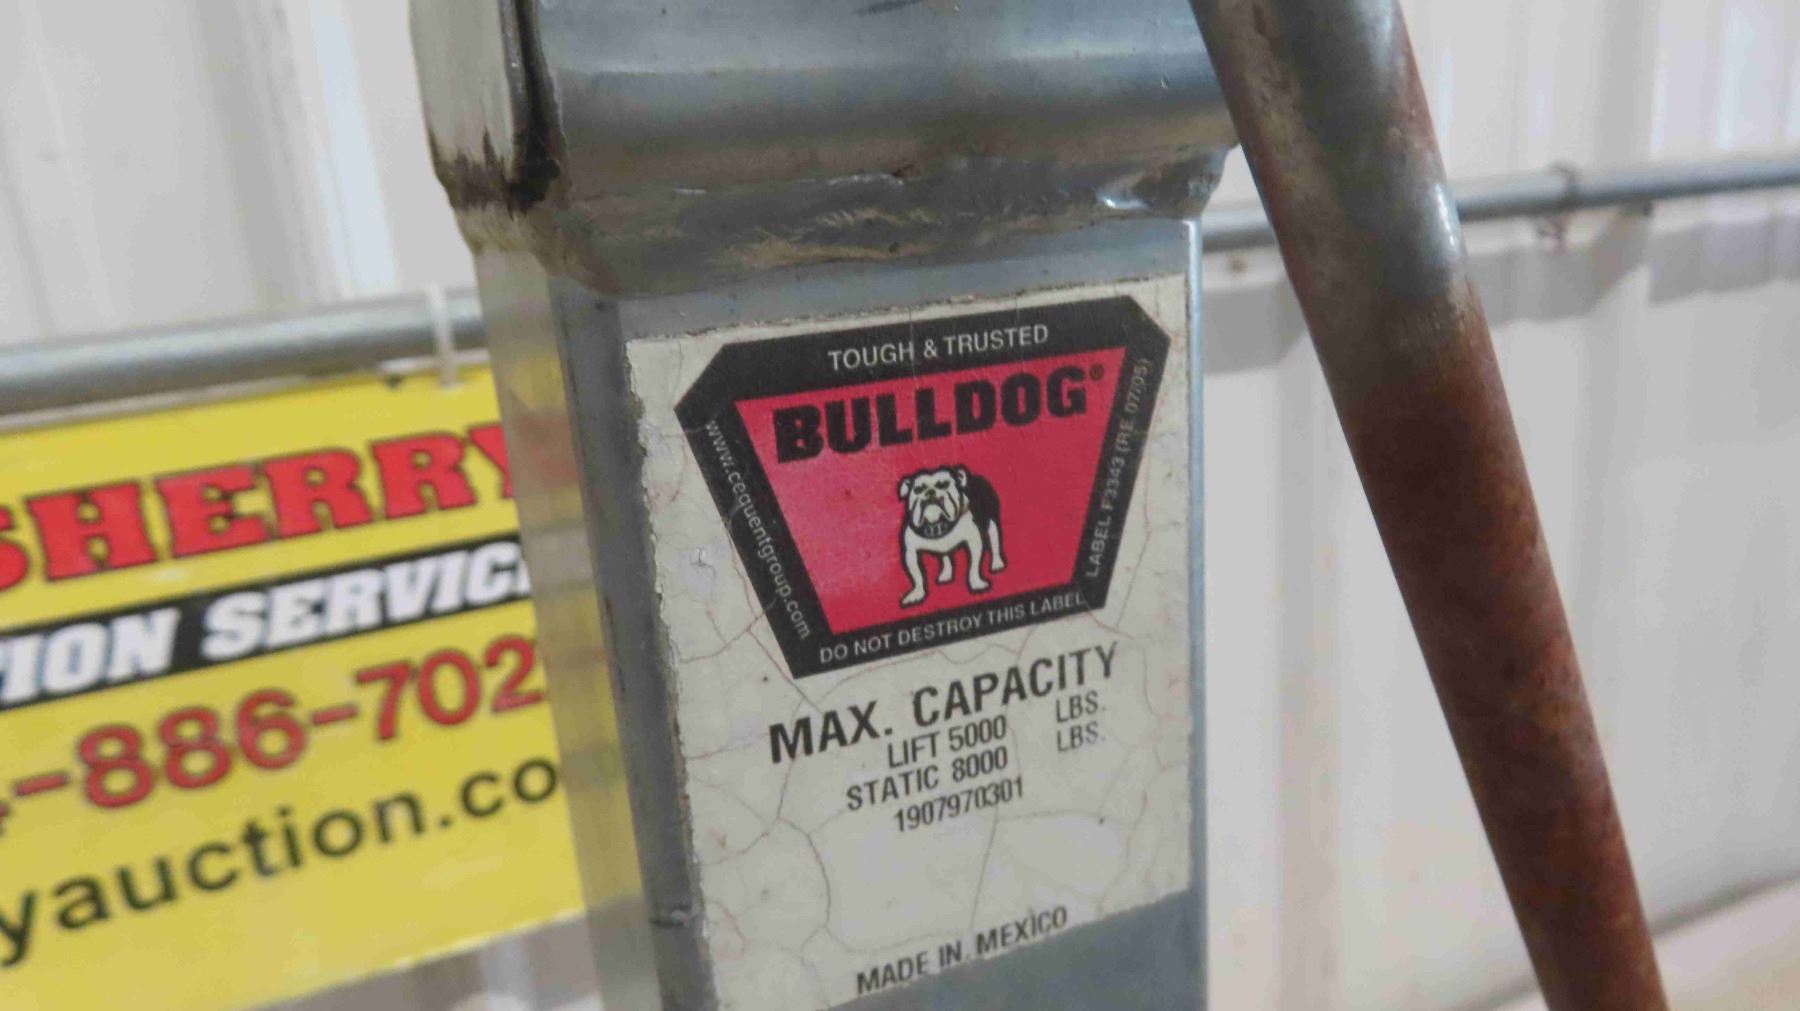 TOUGH & TRUSTED
BULLDOG®
www.cequentgroup.com
LABEL F3343 (RE. 07/05)
DO NOT DESTROY THIS LABEL
MAX. CAPACITY
LIFT 5000 LBS.
STATIC 8000 LBS.
1907970301
MADE IN MEXICO
SHERRY
ION SERVIC
-886-702
yauction.co